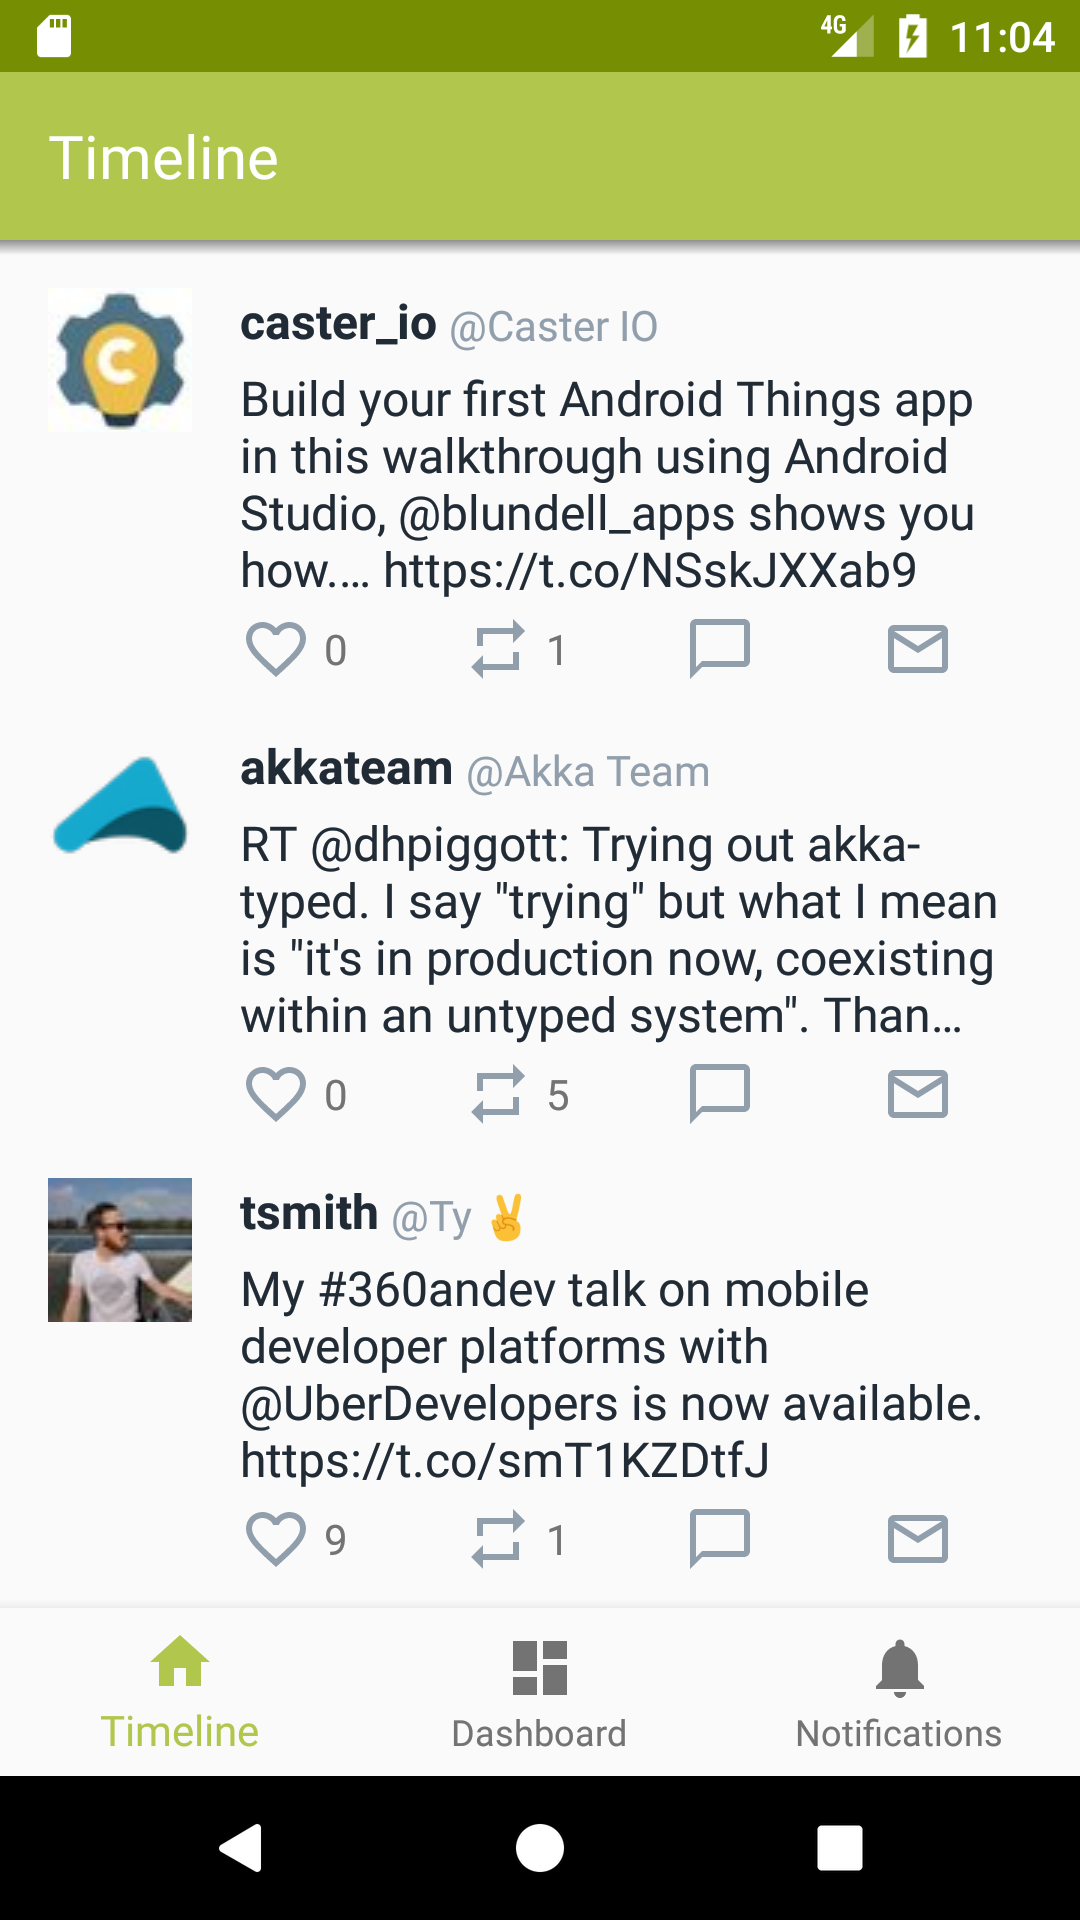 4G 11:04
Timeline
C
caster_io @Caster IO
Build your first Android Things app
in this walkthrough using Android
Studio, @blundell_apps shows you
how.… https://t.co/NSskJXXab9
0 1
akkateam @Akka Team
RT @dhpiggott: Trying out akka-
typed. I say "trying" but what I mean
is "it's in production now, coexisting
within an untyped system". Than…
0 5
tsmith @Ty ✌
My #360andev talk on mobile
developer platforms with
@UberDevelopers is now available.
https://t.co/smT1KZDtfJ
9 1
Timeline Dashboard Notifications